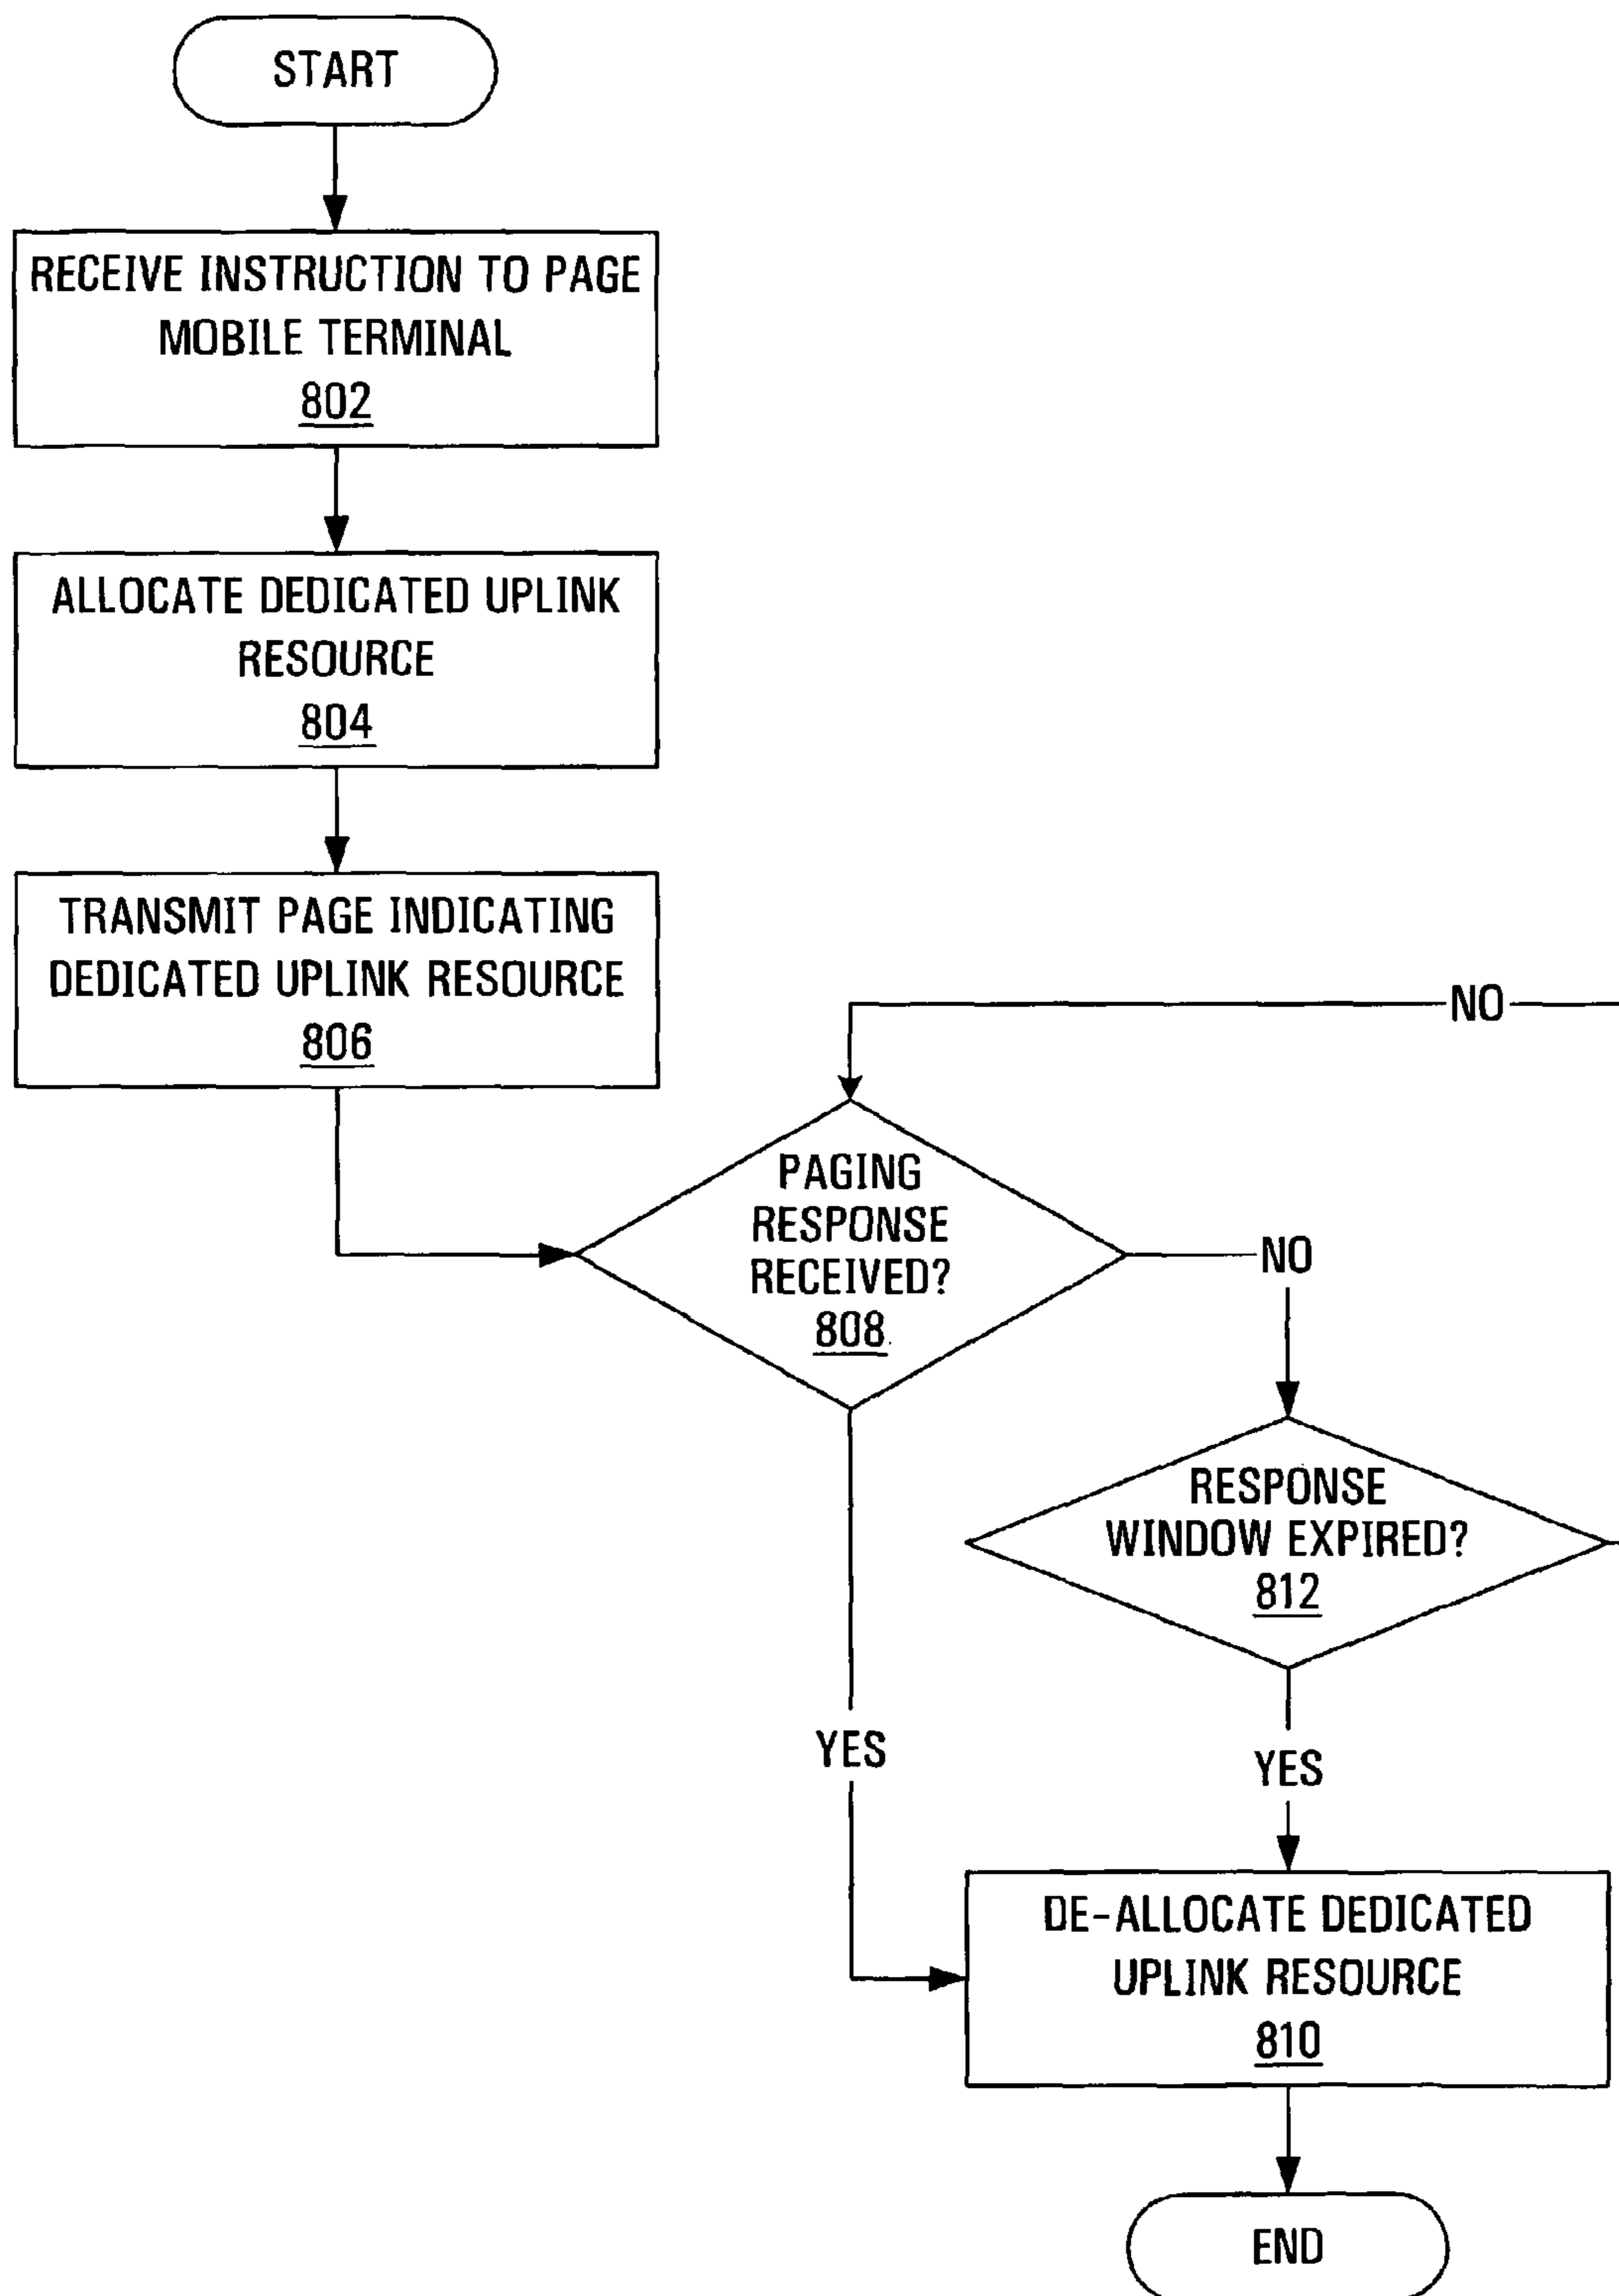 START
RECEIVE INSTRUCTION TO PAGE
MOBILE TERMINAL
802
ALLOCATE DEDICATED UPLINK
RESOURCE
804
TRANSMIT PAGE INDICATING
DEDICATED UPLINK RESOURCE
806
NO
PAGING
RESPONSE
RECEIVED?
808
NO
RESPONSE
WINDOW EXPIRED?
812
YES
YES
DE-ALLOCATE DEDICATED
UPLINK RESOURCE
810
END